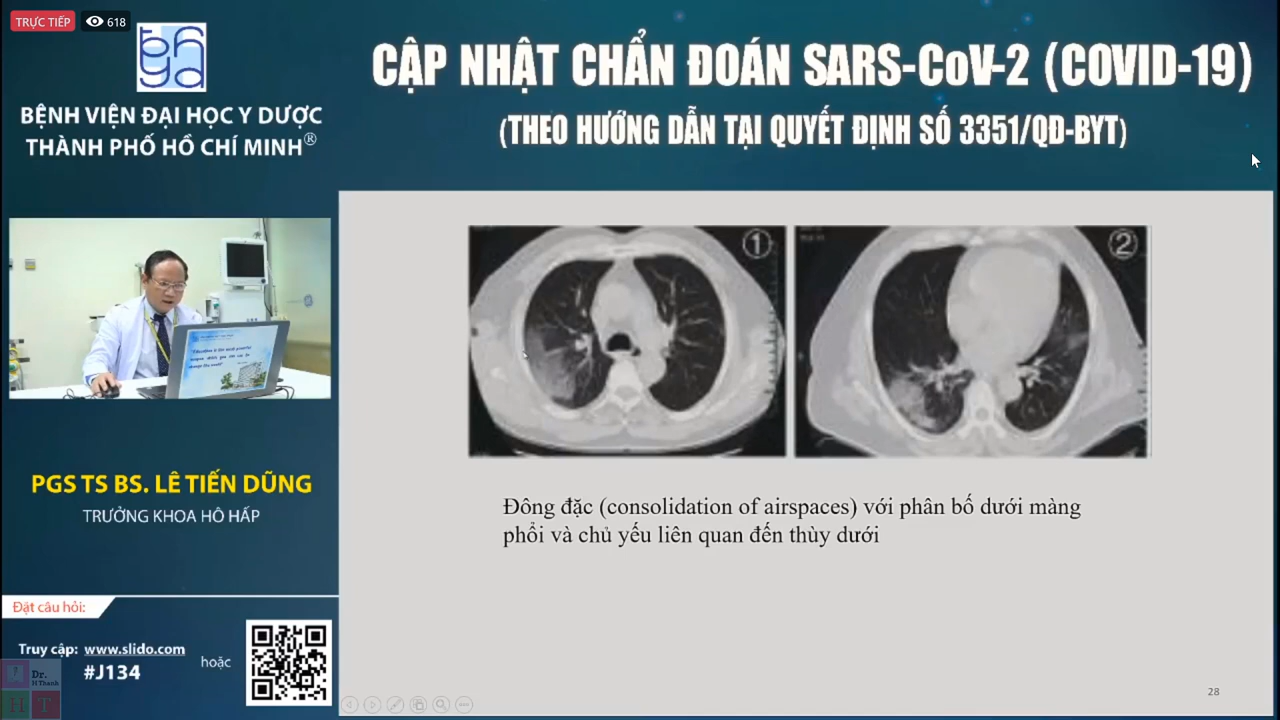 TRỰC TIẾP
618
BỆNH VIỆN ĐẠI HỌC Y DƯỢC
THÀNH PHỐ HỒ CHÍ MINH®
CẬP NHẬT CHẨN ĐOÁN SARS-CoV-2 (COVID-19)
(THEO HƯỚNG DẪN TẠI QUYẾT ĐỊNH SỐ 3351/QĐ-BYT)
①
②
Đông đặc (consolidation of airspaces) với phân bố dưới màng
phổi và chủ yếu liên quan đến thùy dưới
PGS TS BS. LÊ TIẾN DŨNG
TRƯỞNG KHOA HÔ HẤP
Đặt câu hỏi:
Truy cập: www.slido.com
#J134
hoặc
Dr.
H Thanh
H T
28